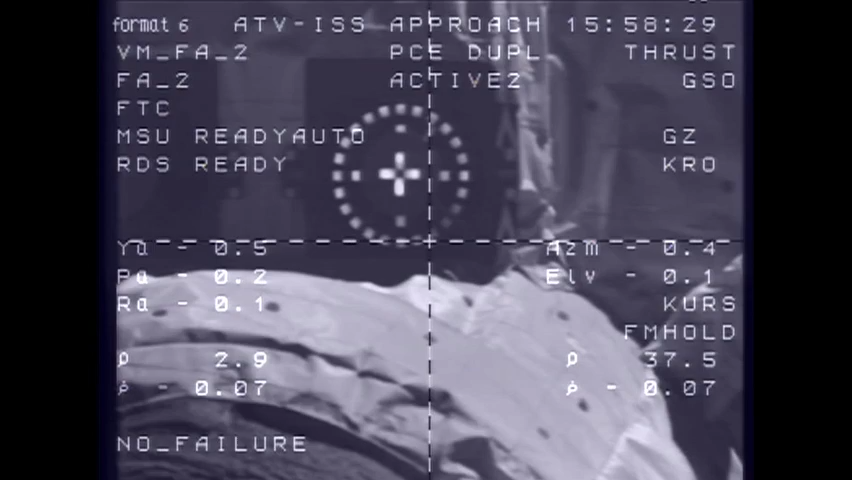 format 6 ATV-ISS APPROACH 15:58:29
VM_FA_2 PCE DUPL THRUST
FA_2 ACTIVE2 GSO
FTC
MSU READYAUTO GZ
RDS READY KRO
Ya - 0.5 Azm - 0.4
Pa - 0.2 Elv - 0.1
Ra - 0.1 KURS
FMHOLD
ρ 2.9 ρ 37.5
ρ̇ - 0.07 ρ̇ - 0.07
NO_FAILURE